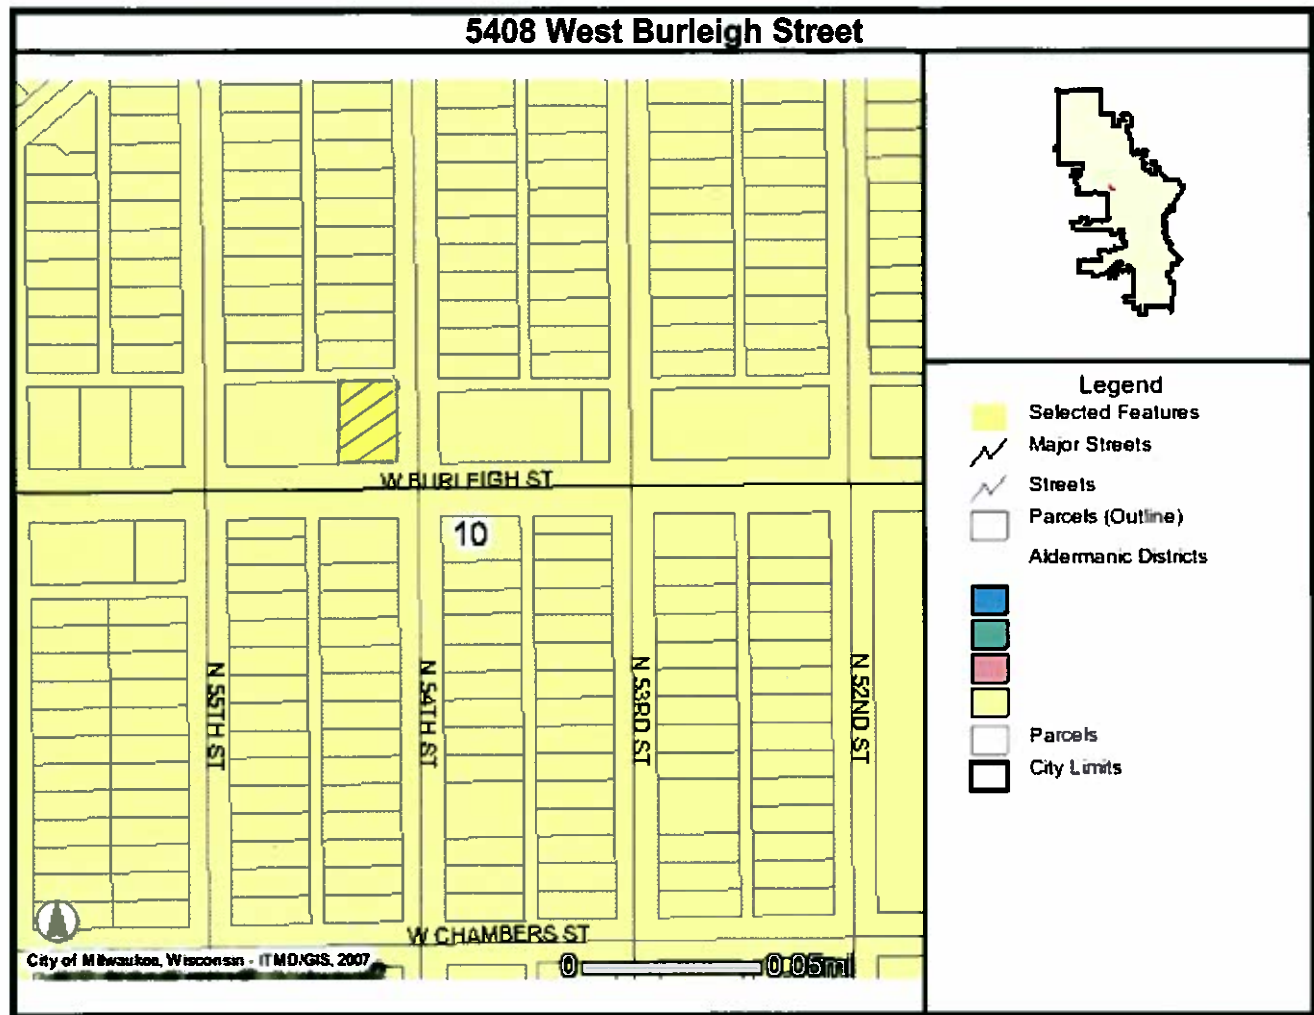 5408 West Burleigh Street
W BURLEIGH ST
10
N 55TH ST
N 54TH ST
N 53RD ST
N 52ND ST
W CHAMBERS ST
City of Milwaukee, Wisconsin - ITMD/GIS, 2007
0 0.05mi
Legend
Selected Features
Major Streets
Streets
Parcels (Outline)
Aldermanic Districts
Parcels
City Limits